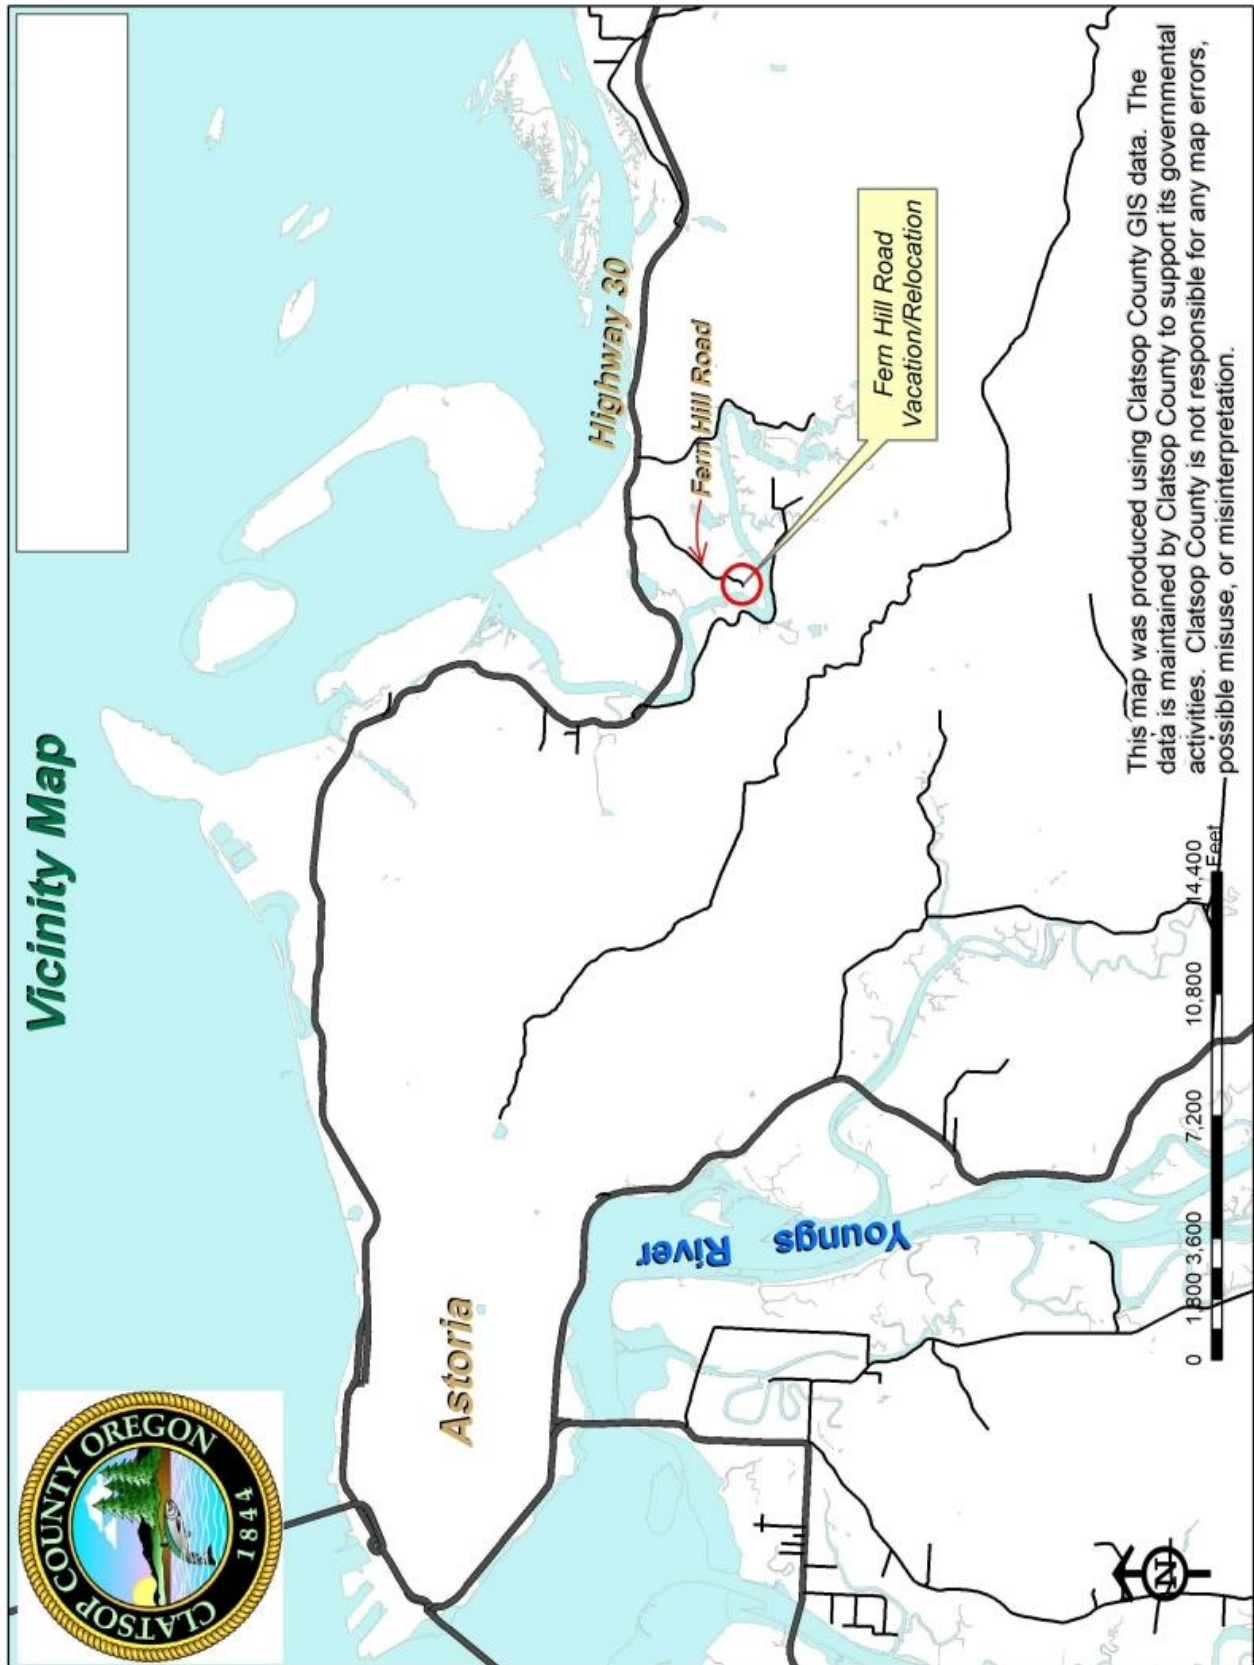 Vicinity Map
CLATSOP COUNTY OREGON
1844
Astoria
Highway 30
Fern Hill Road
Youngs
River
Fern Hill Road
Vacation/Relocation
N
0 1,800 3,600 7,200 10,800 14,400
Feet
This map was produced using Clatsop County GIS data. The
data is maintained by Clatsop County to support its governmental
activities. Clatsop County is not responsible for any map errors,
possible misuse, or misinterpretation.